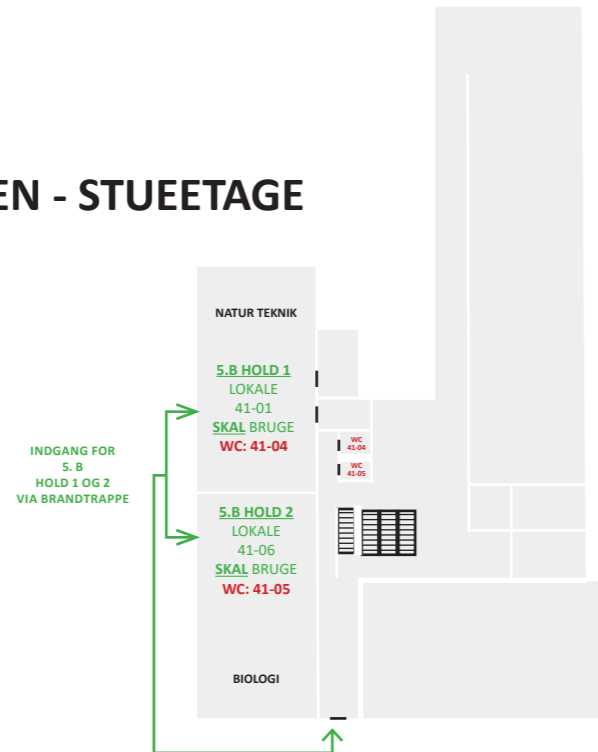 EN - STUEETAGE
NATUR TEKNIK
5.B HOLD 1
LOKALE
41-01
SKAL BRUGE
WC: 41-04
WC
41-04
WC
41-05
INDGANG FOR
5. B
HOLD 1 OG 2
VIA BRANDTRAPPE
5.B HOLD 2
LOKALE
41-06
SKAL BRUGE
WC: 41-05
BIOLOGI